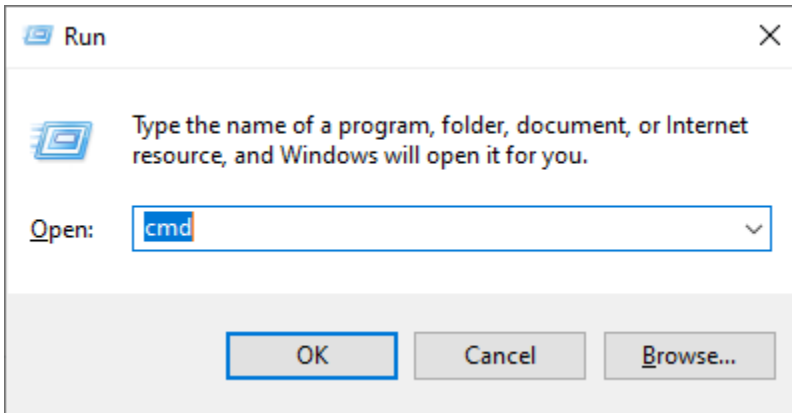 Run
Type the name of a program, folder, document, or Internet
resource, and Windows will open it for you.
Open: cmd
OK Cancel Browse...